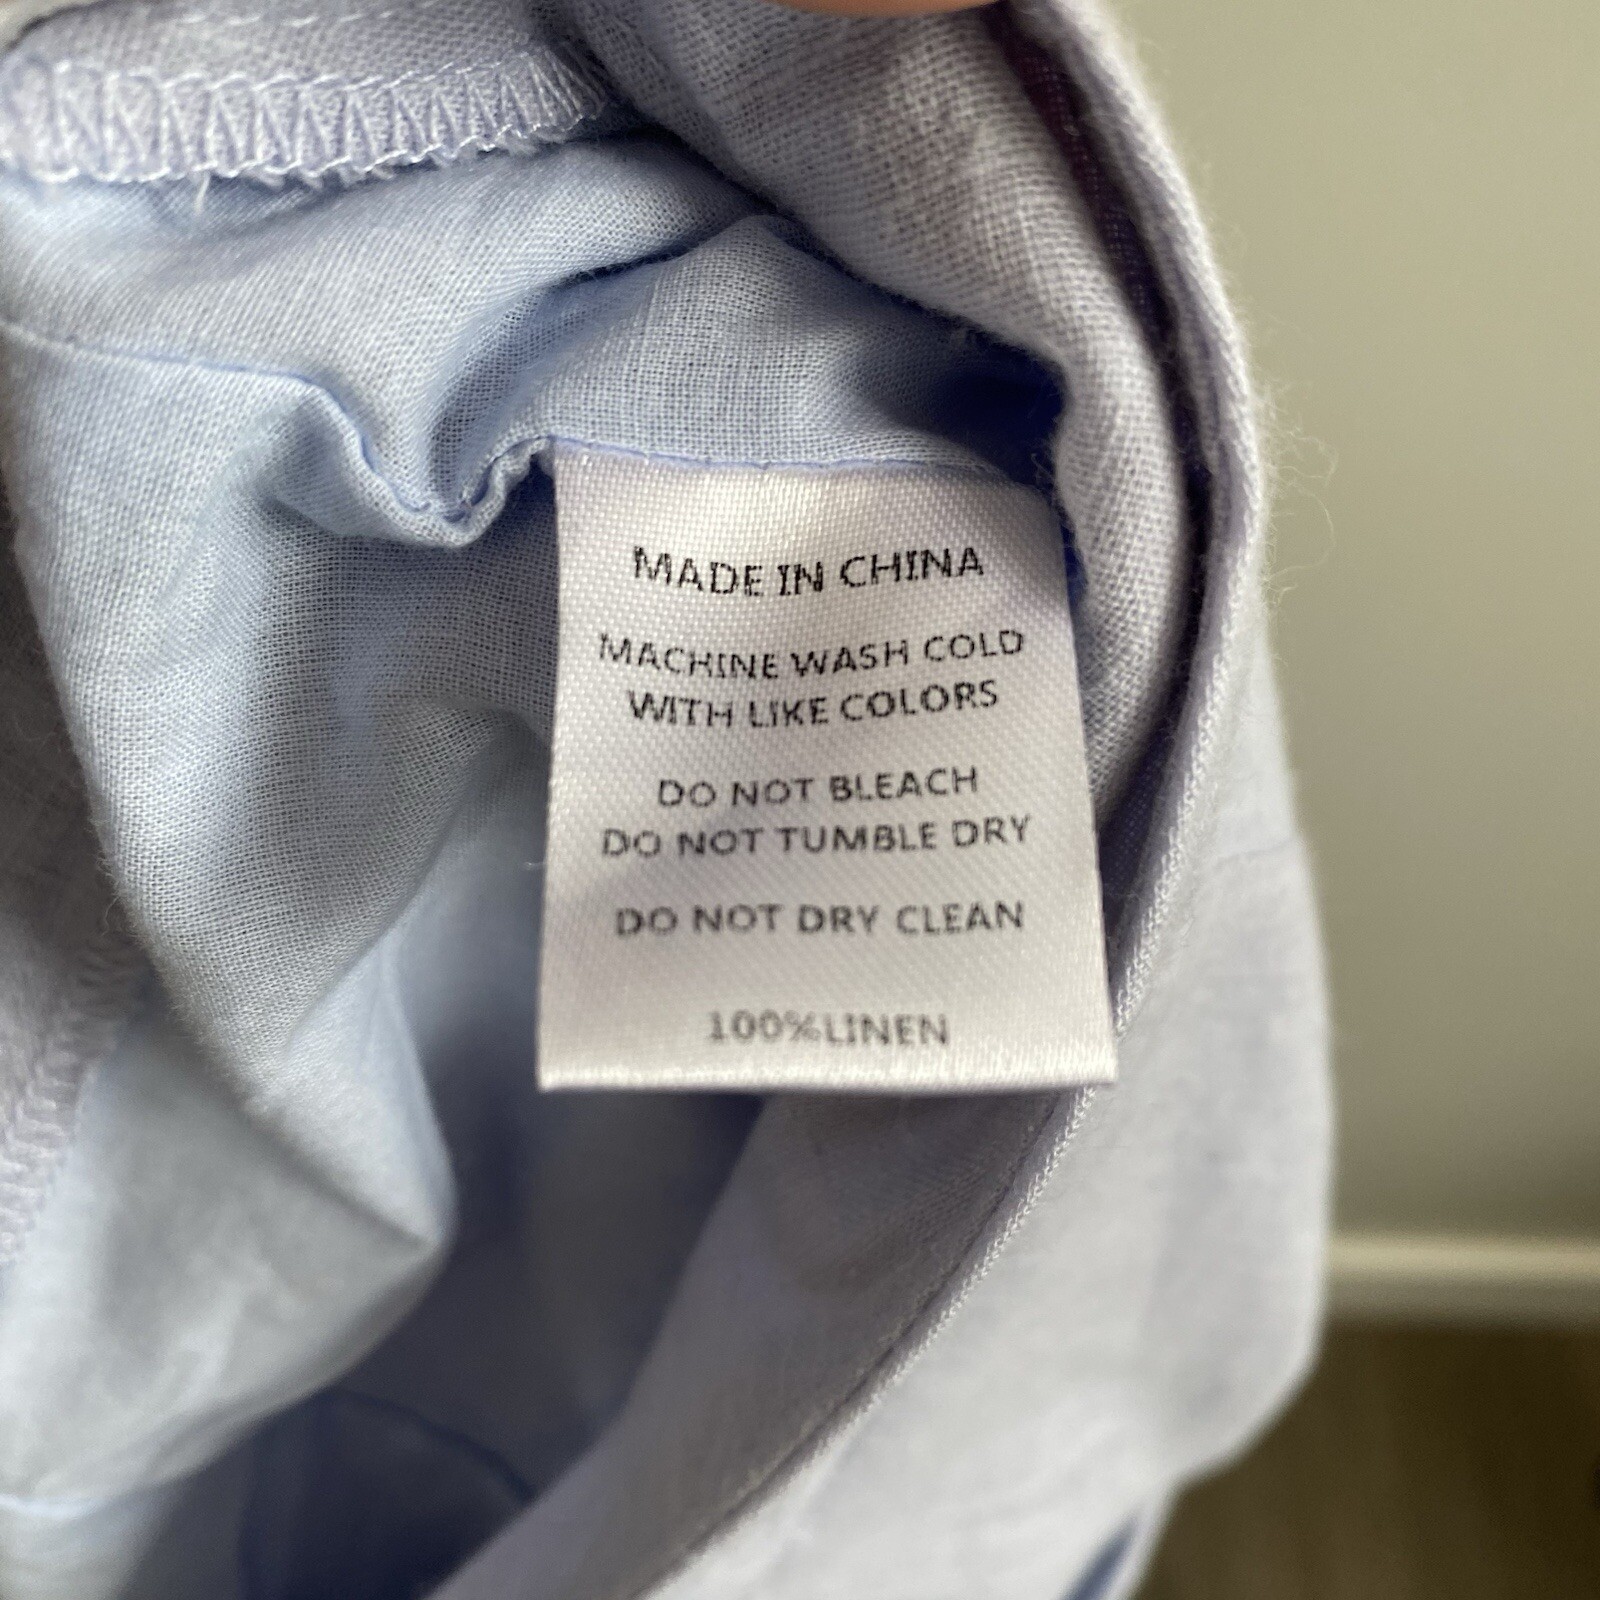 MADE IN CHINA
MACHINE WASH COLD
WITH LIKE COLORS
DO NOT BLEACH
DO NOT TUMBLE DRY
DO NOT DRY CLEAN
100%LINEN